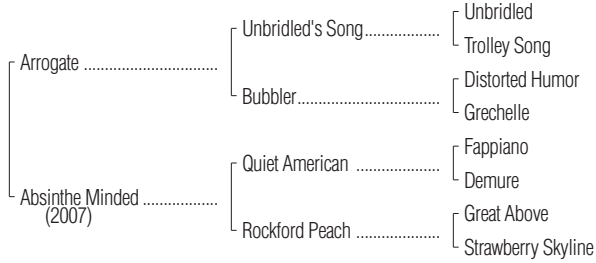 Unbridled
Unbridled's Song..................
Trolley Song
Arrogate ................................
Distorted Humor
Bubbler..................................
Grechelle
Fappiano
Quiet American ....................
Demure
Absinthe Minded ..................
(2007)
Great Above
Rockford Peach ....................
Strawberry Skyline